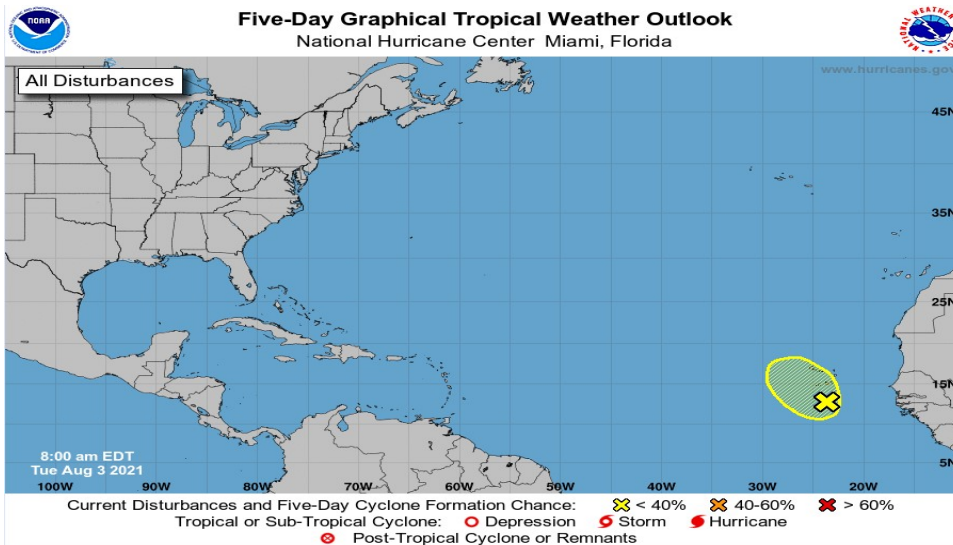 Five-Day Graphical Tropical Weather Outlook
National Hurricane Center Miami, Florida
NOAA
All Disturbances
www.hurricanes.gov
45N
35N
25N
15N
5N
8:00 am EDT
Tue Aug 3 2021
100W 90W 80W 70W 60W 50W 40W 30W 20W
Current Disturbances and Five-Day Cyclone Formation Chance: < 40% 40-60% > 60%
Tropical or Sub-Tropical Cyclone: Depression Storm Hurricane
Post-Tropical Cyclone or Remnants